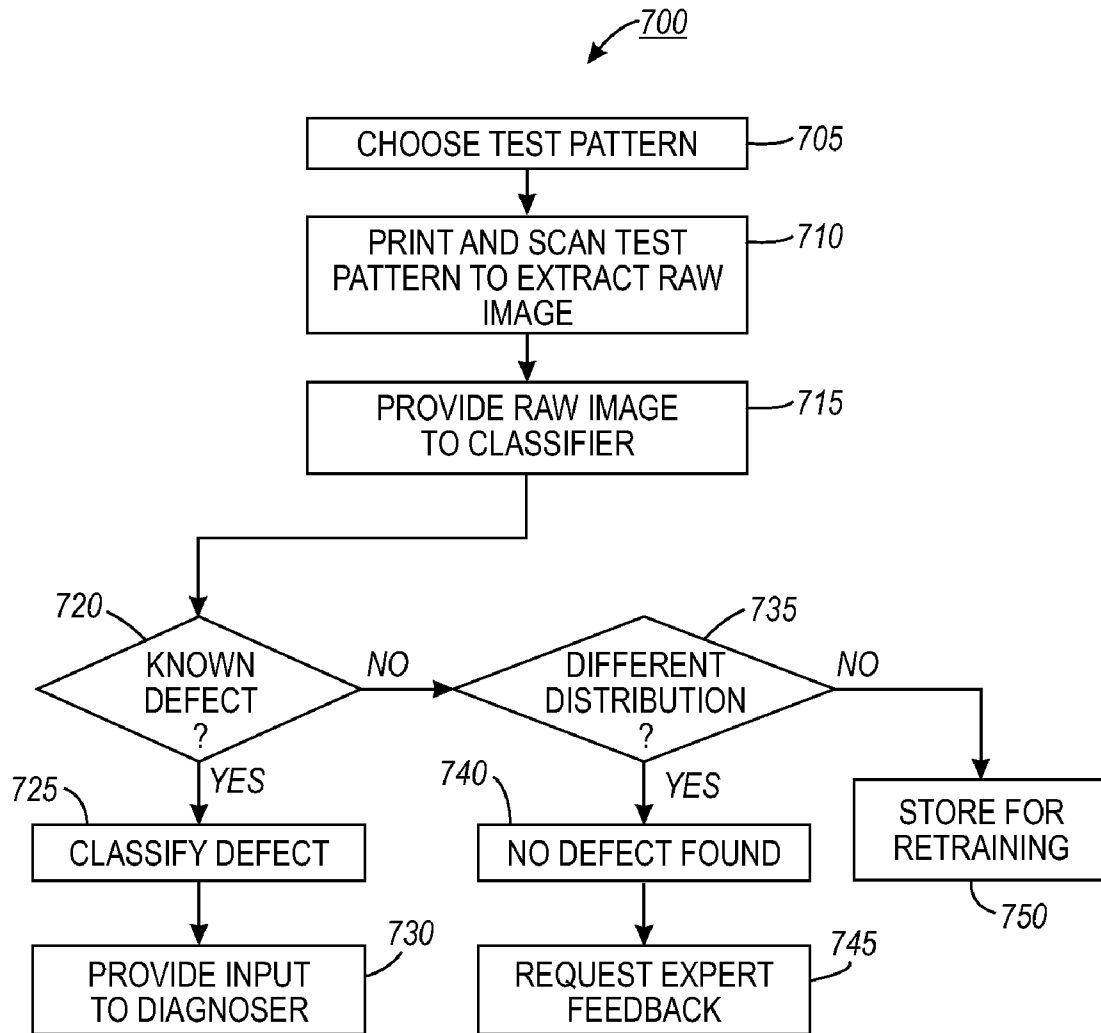 700
CHOOSE TEST PATTERN
705
PRINT AND SCAN TEST
PATTERN TO EXTRACT RAW
IMAGE
710
PROVIDE RAW IMAGE
TO CLASSIFIER
715
720
KNOWN
DEFECT
?
NO
YES
735
DIFFERENT
DISTRIBUTION
?
NO
YES
725
CLASSIFY DEFECT
740
NO DEFECT FOUND
STORE FOR
RETRAINING
750
PROVIDE INPUT
TO DIAGNOSER
730
REQUEST EXPERT
FEEDBACK
745